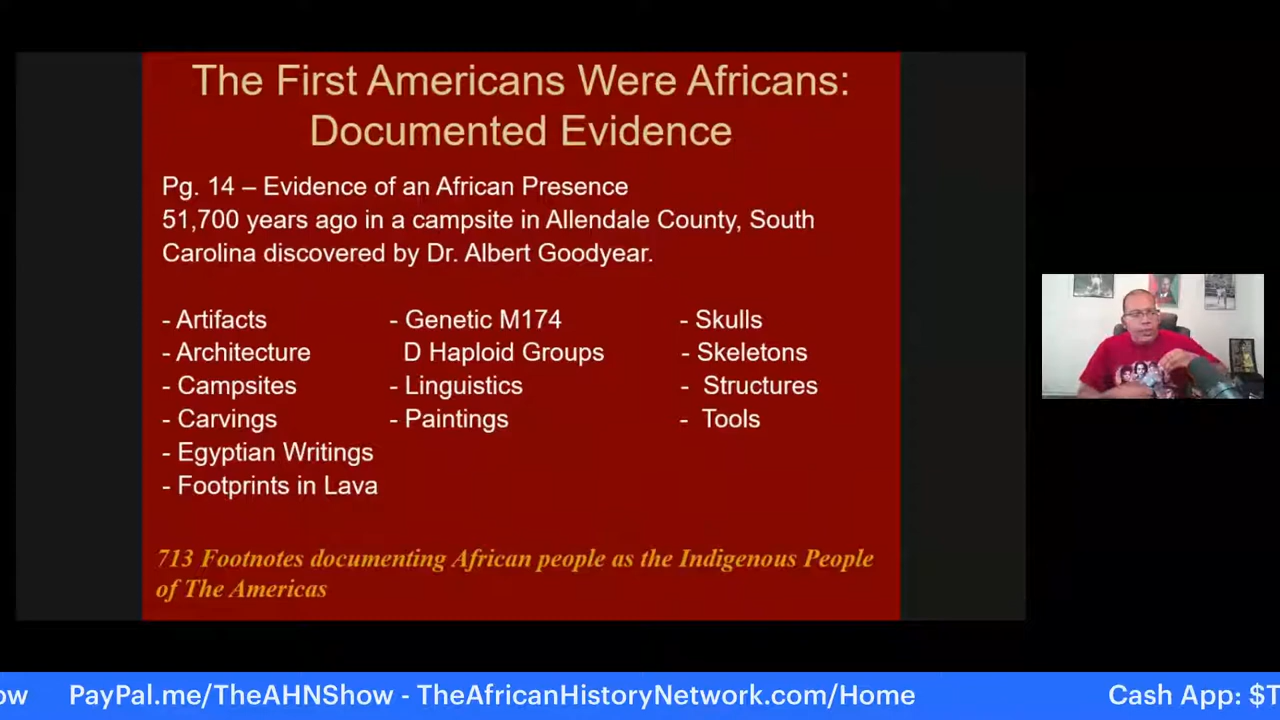 The First Americans Were Africans:
Documented Evidence
Pg. 14 – Evidence of an African Presence
51,700 years ago in a campsite in Allendale County, South
Carolina discovered by Dr. Albert Goodyear.
- Artifacts
- Architecture
- Campsites
- Carvings
- Egyptian Writings
- Footprints in Lava
- Genetic M174
D Haploid Groups
- Linguistics
- Paintings
- Skulls
- Skeletons
- Structures
- Tools
713 Footnotes documenting African people as the Indigenous People
of The Americas
ow PayPal.me/TheAHNShow - TheAfricanHistoryNetwork.com/Home Cash App: $T